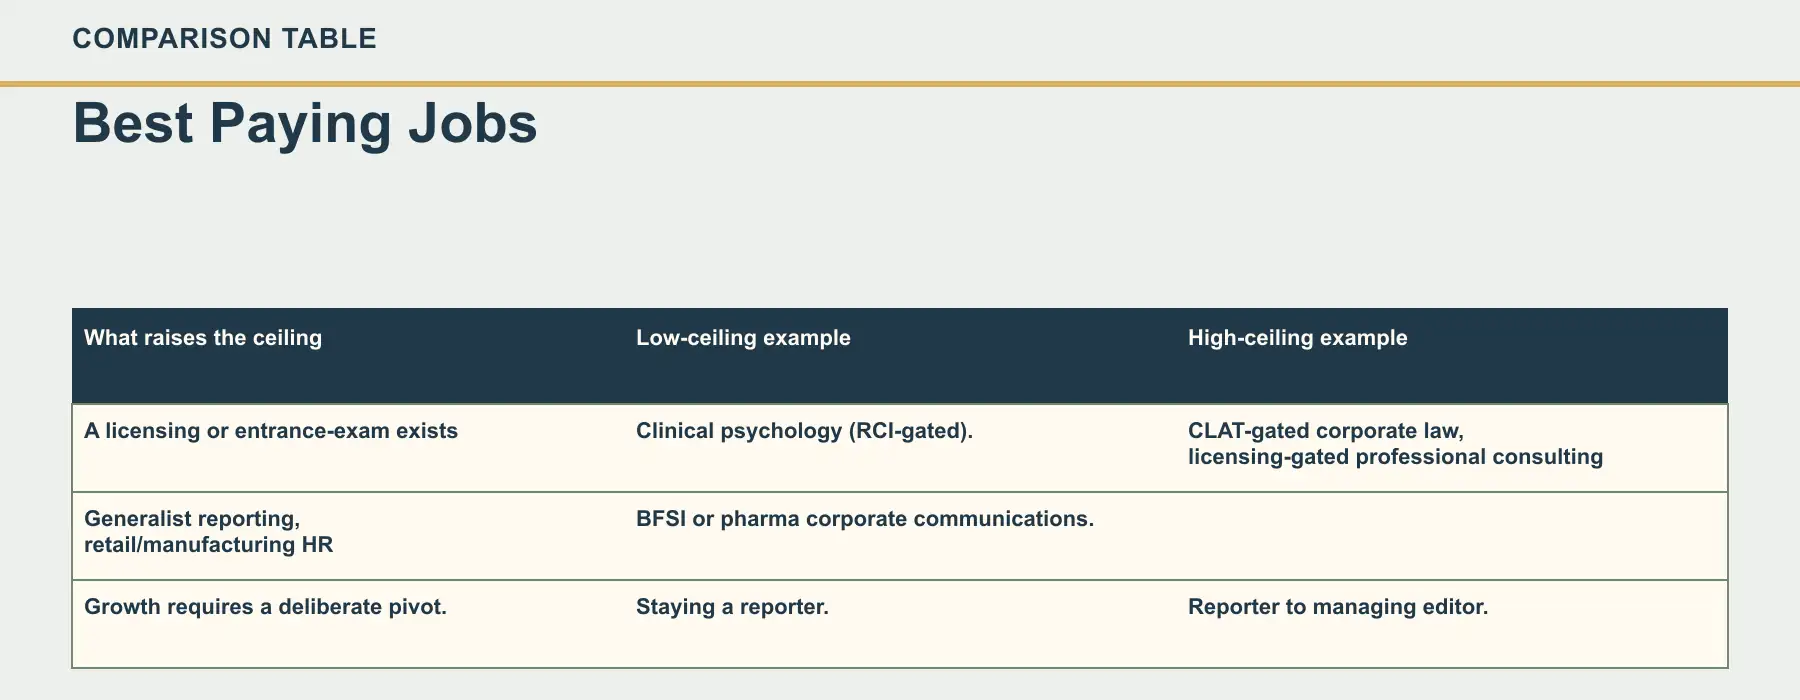 COMPARISON TABLE
Best Paying Jobs
What raises the ceiling
Low-ceiling example
High-ceiling example
A licensing or entrance-exam exists
Clinical psychology (RCI-gated).
CLAT-gated corporate law,
licensing-gated professional consulting
Generalist reporting,
retail/manufacturing HR
BFSI or pharma corporate communications.
Growth requires a deliberate pivot.
Staying a reporter.
Reporter to managing editor.